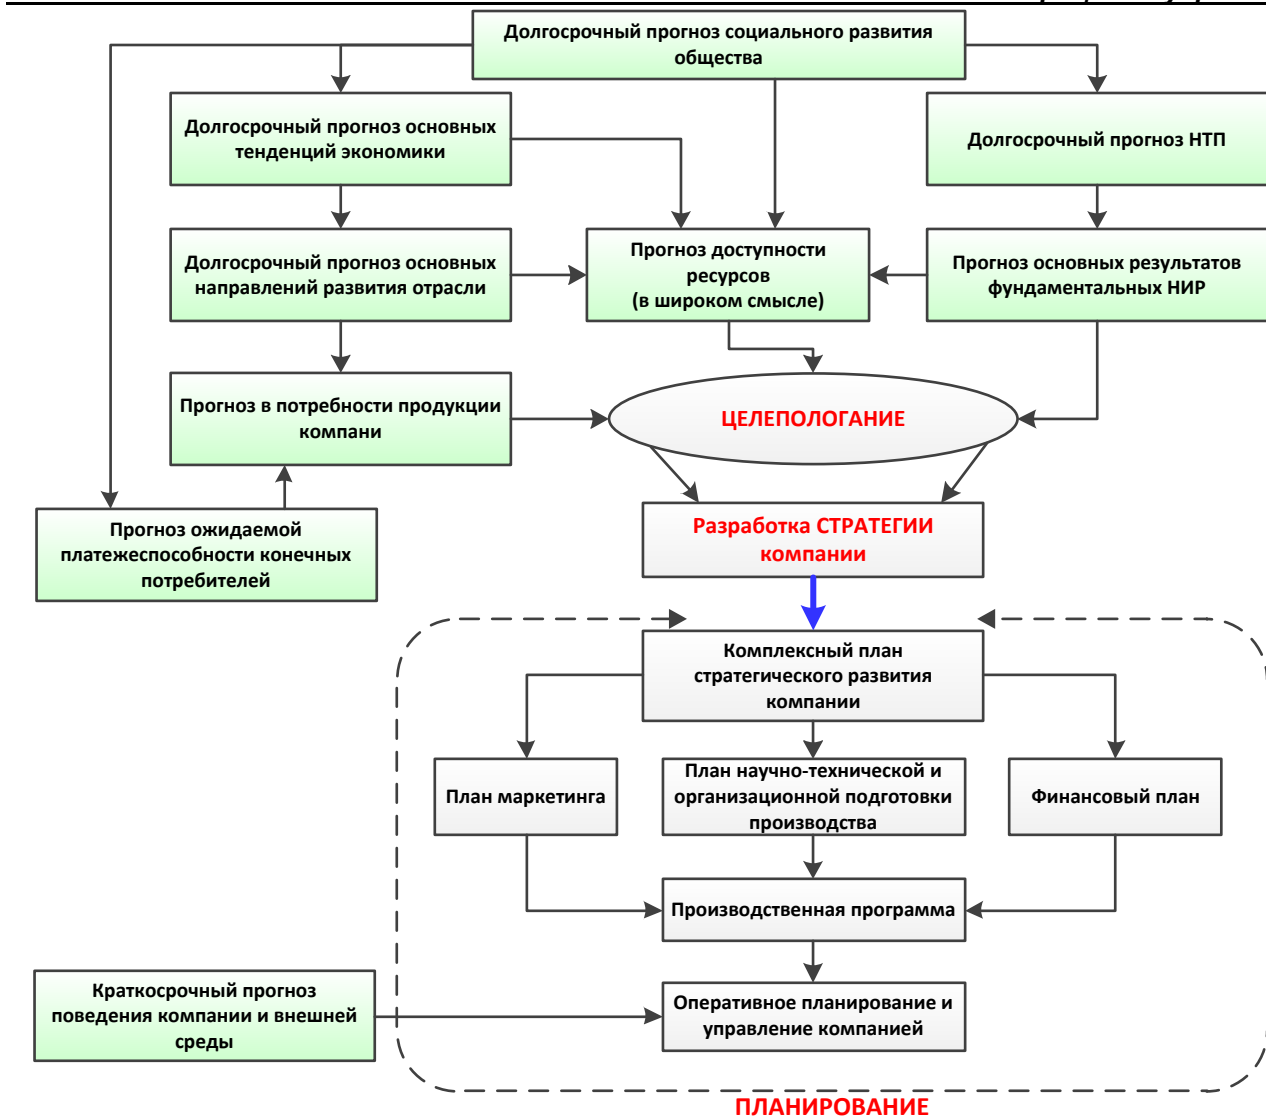 Долгосрочный прогноз социального развития
общества
Долгосрочный прогноз основных
тенденций экономики
Долгосрочный прогноз НТП
Долгосрочный прогноз основных
направлений развития отрасли
Прогноз доступности
ресурсов
(в широком смысле)
Прогноз основных результатов
фундаментальных НИР
Прогноз в потребности продукции
компани
ЦЕЛЕПОЛОГАНИЕ
Прогноз ожидаемой
платежеспособности конечных
потребителей
Разработка СТРАТЕГИИ
компании
Комплексный план
стратегического развития
компании
План маркетинга
План научно-технической и
организационной подготовки
производства
Финансовый план
Производственная программа
Краткосрочный прогноз
поведения компании и внешней
среды
Оперативное планирование и
управление компанией
ПЛАНИРОВАНИЕ